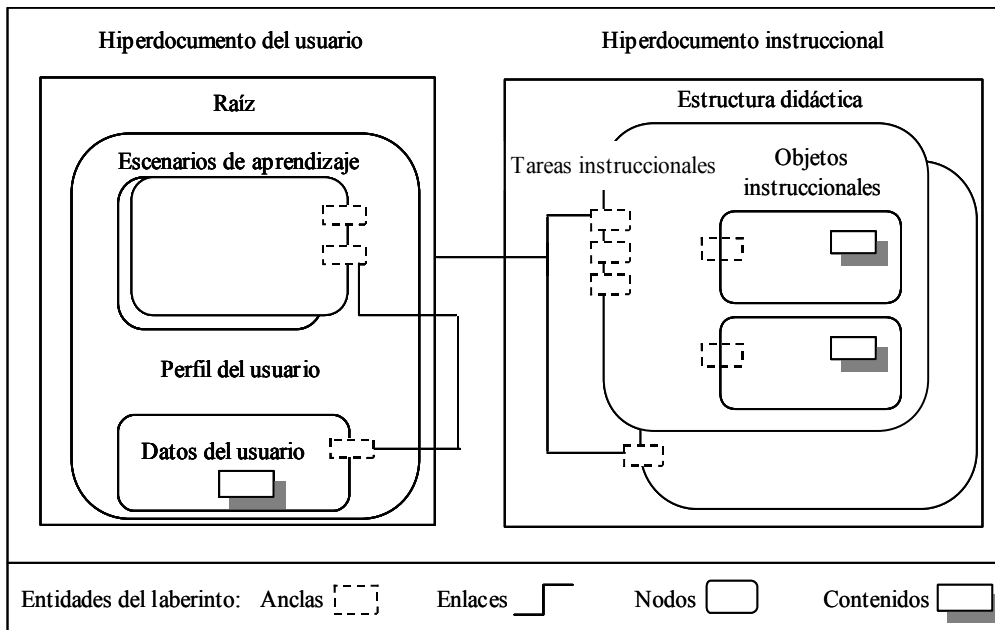 Hiperdocumento del usuario
Raíz
Escenarios de aprendizaje
Perfil del usuario
Datos del usuario
Hiperdocumento instruccional
Estructura didáctica
Tareas instruccionales
Objetos
instruccionales
Entidades del laberinto: Anclas Enlaces Nodos Contenidos